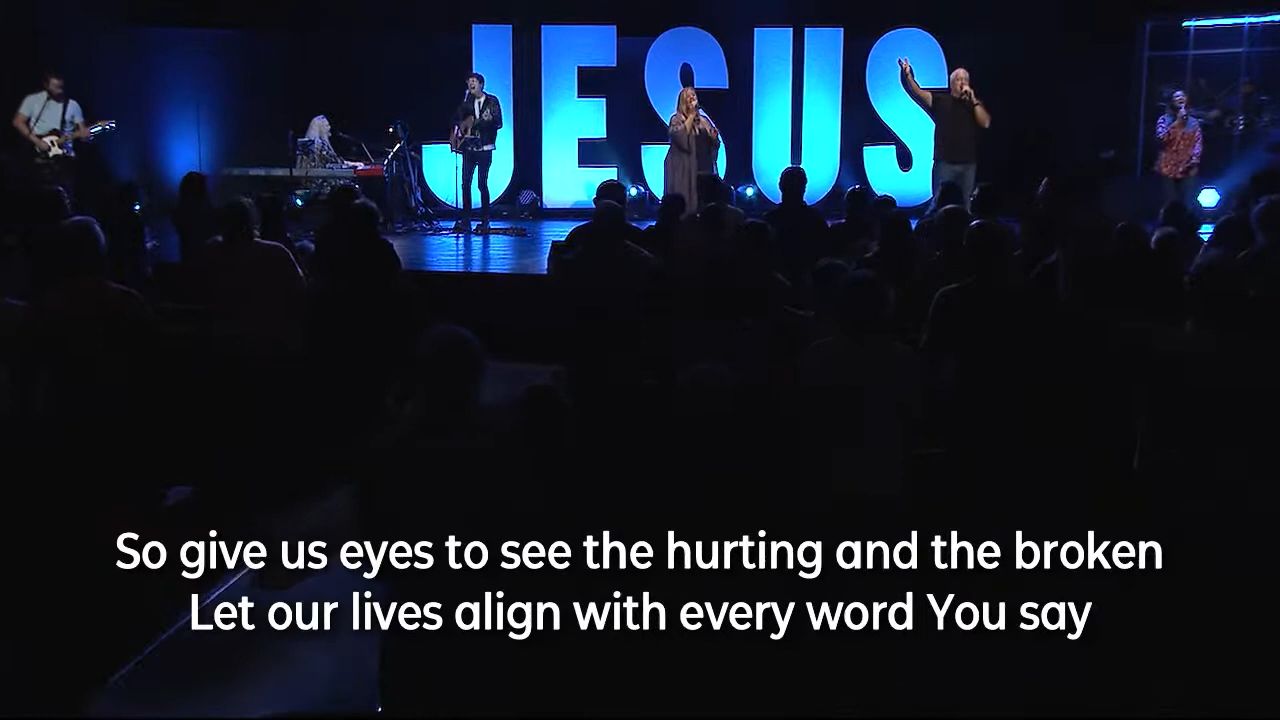 JESUS
So give us eyes to see the hurting and the broken
Let our lives align with every word You say